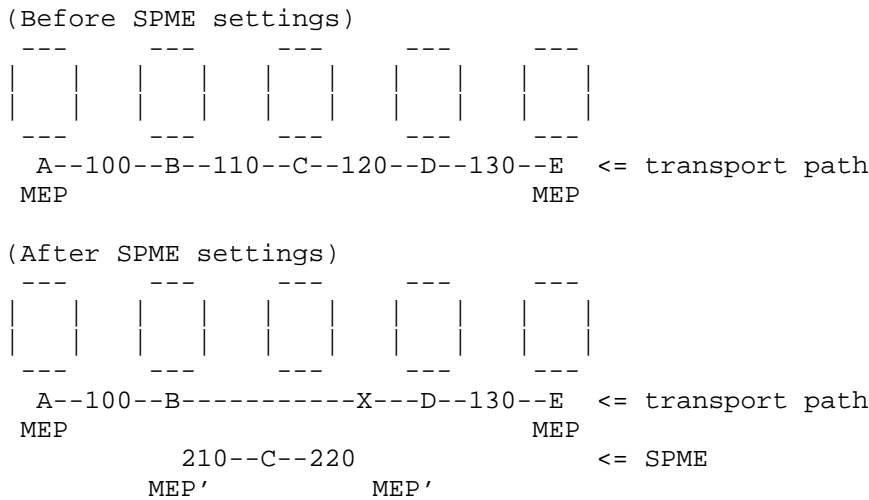 (Before SPME settings)
 ---     ---     ---     ---     ---
|   |   |   |   |   |   |   |   |   |
|   |   |   |   |   |   |   |   |   |
 ---     ---     ---     ---     ---
  A--100--B--110--C--120--D--130--E  <= transport path
 MEP                             MEP

(After SPME settings)
 ---     ---     ---     ---     ---
|   |   |   |   |   |   |   |   |   |
|   |   |   |   |   |   |   |   |   |
 ---     ---     ---     ---     ---
  A--100--B-----------X---D--130--E  <= transport path
 MEP                             MEP
           210--C--220               <= SPME
         MEP'          MEP'